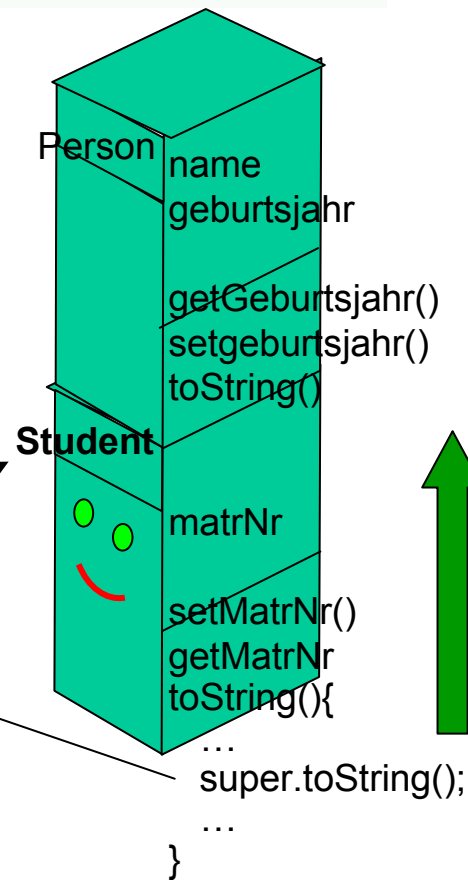 Person
name
geburtsjahr
getGeburtsjahr()
setgeburtsjahr()
toString()
Student
matrNr
setMatrNr()
getMatrNr
toString(){
…
super.toString();
…
}